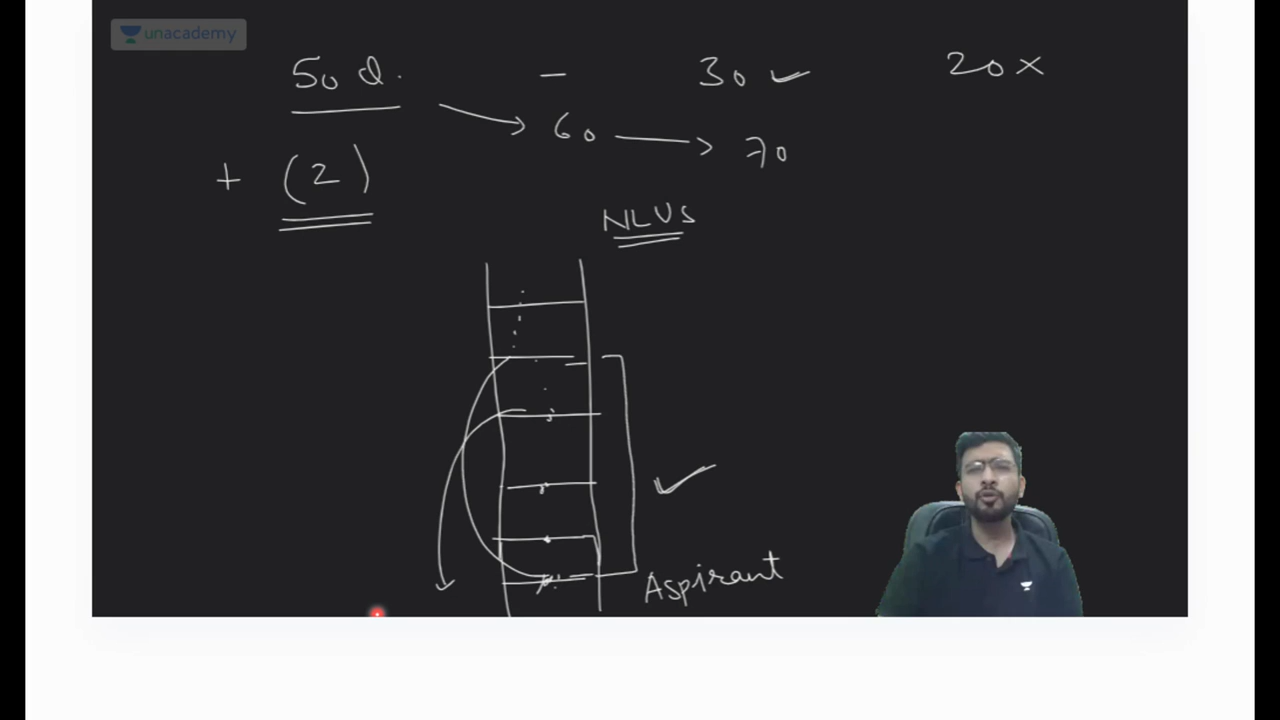 unacademy
50 d. - 30 ✓ 20 ×
→ 60 → 70
+ (2)
NLUS
Aspirant